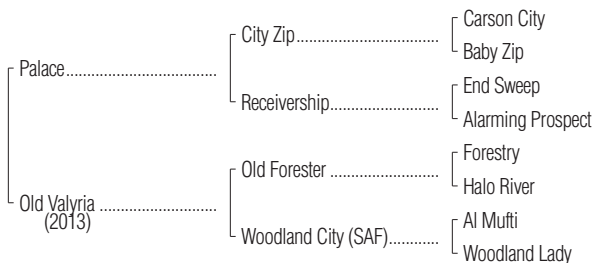 Carson City
City Zip
Baby Zip
Palace
End Sweep
Receivership
Alarming Prospect
Forestry
Old Forester
Halo River
Old Valyria
(2013)
Al Mufti
Woodland City (SAF)
Woodland Lady